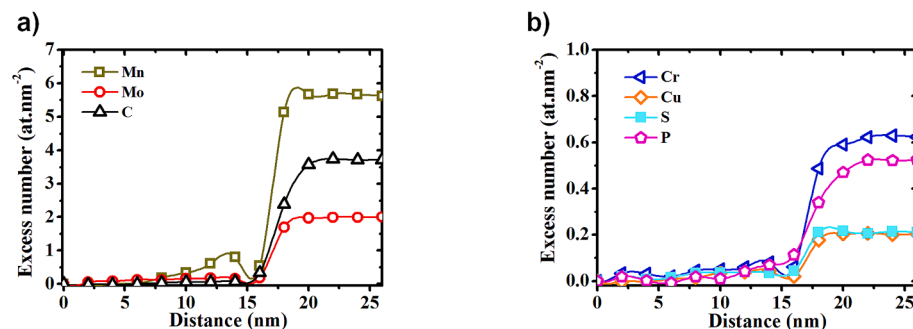 a)
Excess number (at.nm⁻²)
7
6
5
4
3
2
1
0
Mn
Mo
C
0 5 10 15 20 25
Distance (nm)
b)
Excess number (at.nm⁻²)
1.0
0.8
0.6
0.4
0.2
0.0
Cr
Cu
S
P
0 5 10 15 20 25
Distance (nm)